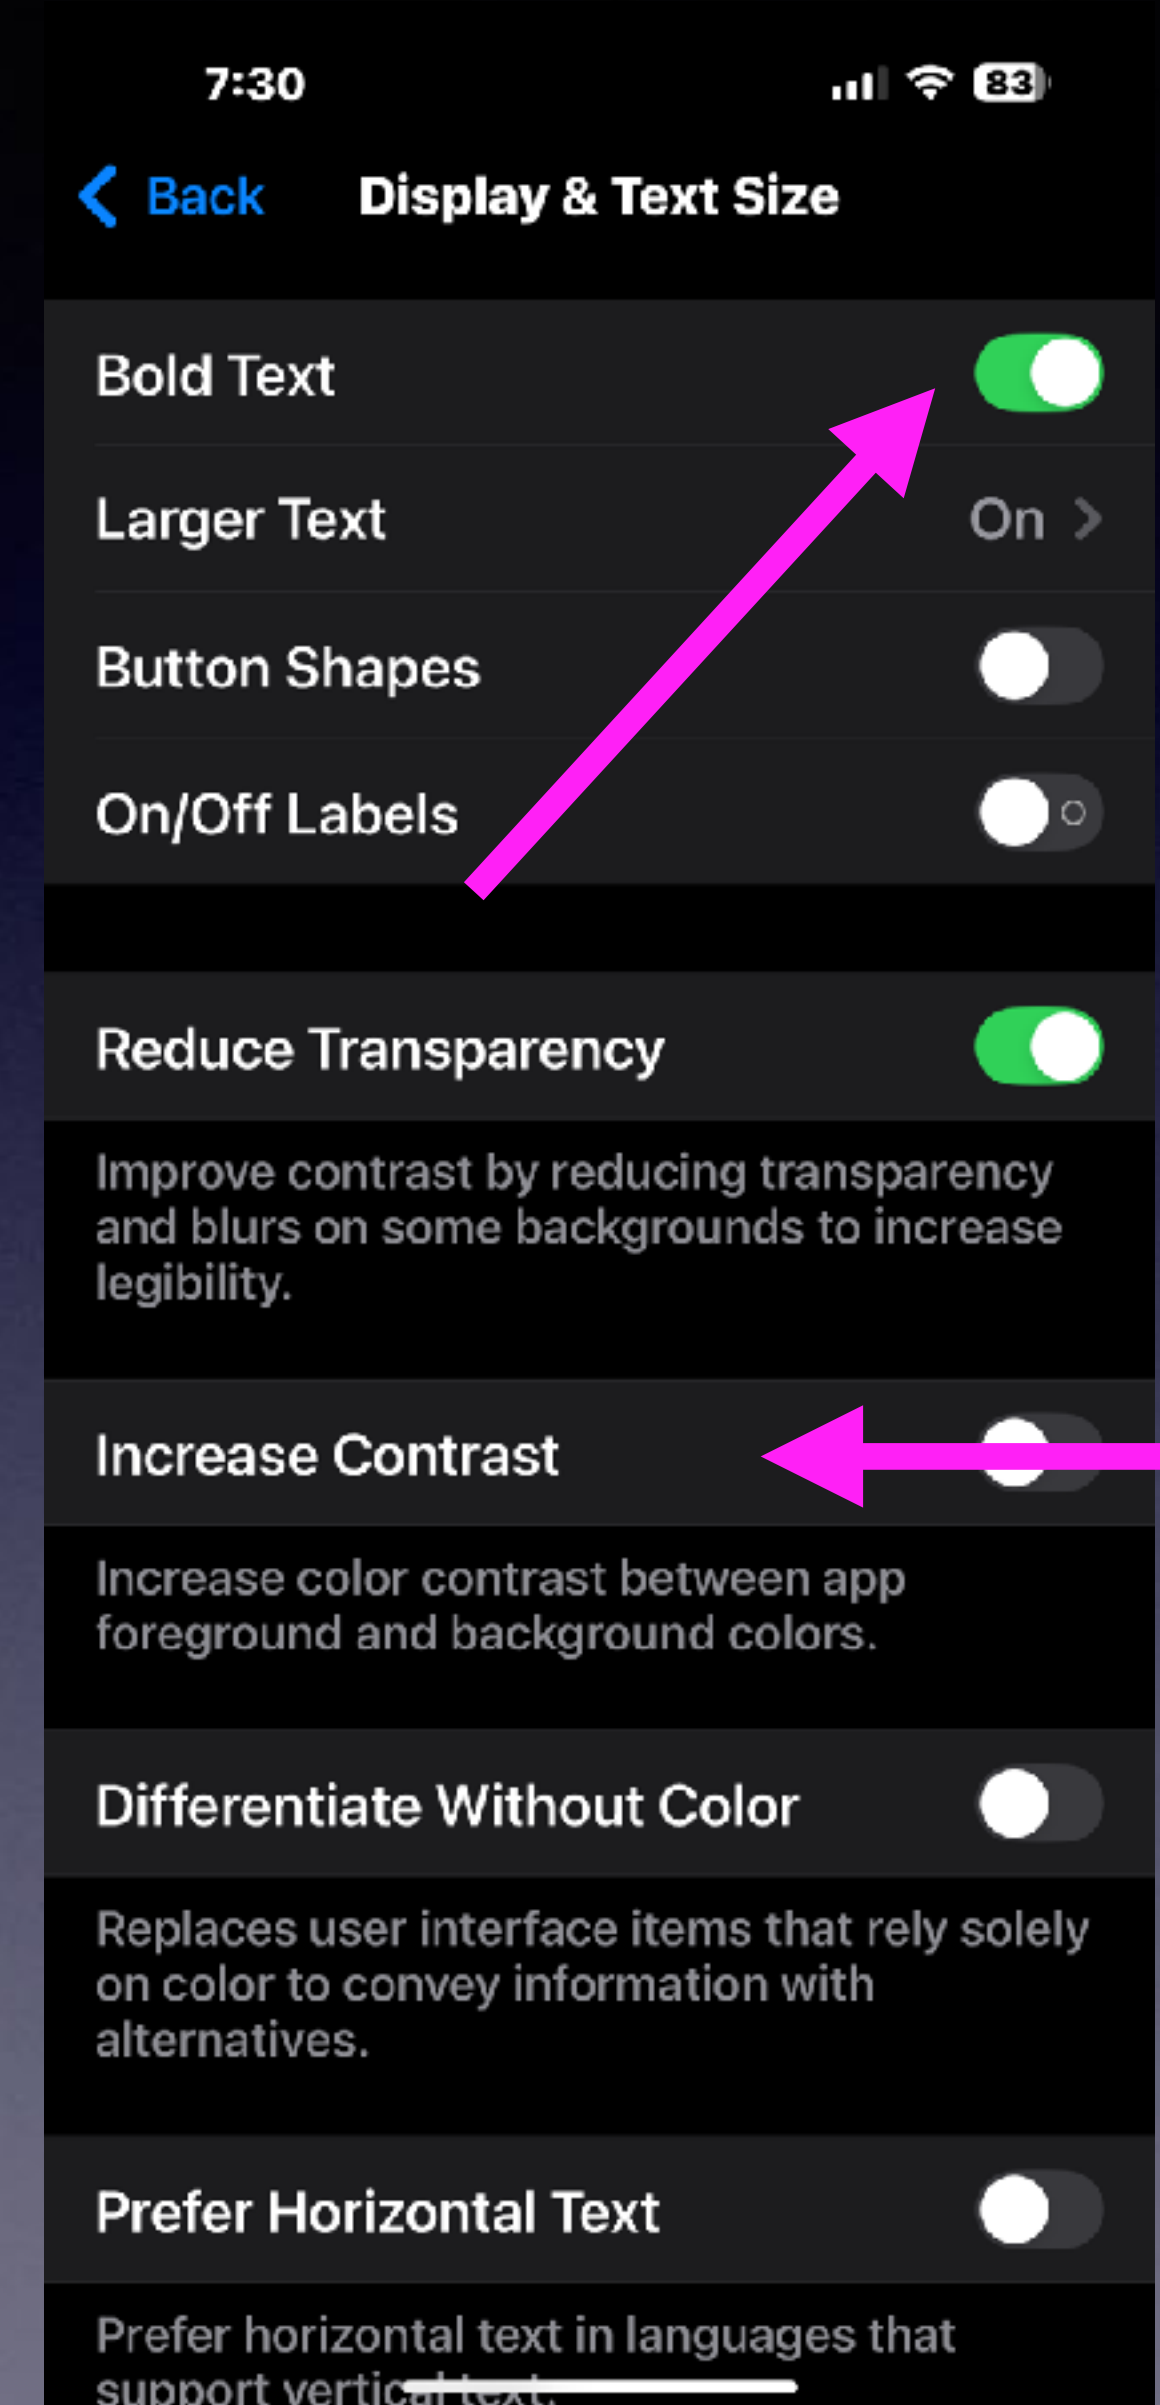 7:30
83
Back
Display & Text Size
Bold Text
Larger Text
On
Button Shapes
On/Off Labels
Reduce Transparency
Improve contrast by reducing transparency
and blurs on some backgrounds to increase
legibility.
Increase Contrast
Increase color contrast between app
foreground and background colors.
Differentiate Without Color
Replaces user interface items that rely solely
on color to convey information with
alternatives.
Prefer Horizontal Text
Prefer horizontal text in languages that
support vertical text.